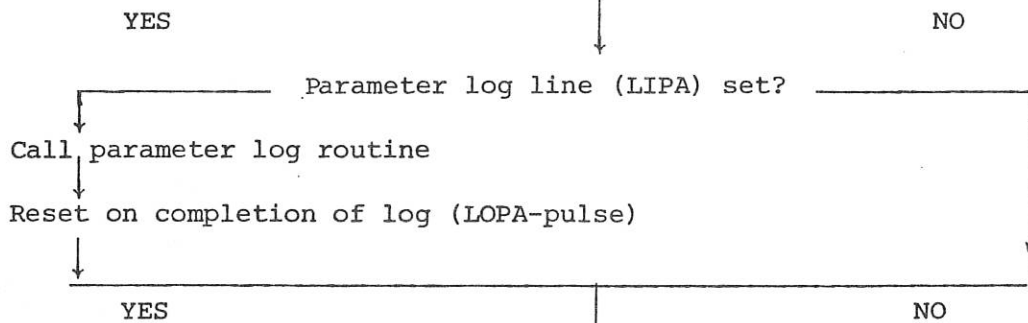 YES NO
Parameter log line (LIPA) set?
Call parameter log routine
Reset on completion of log (LOPA-pulse)
YES NO